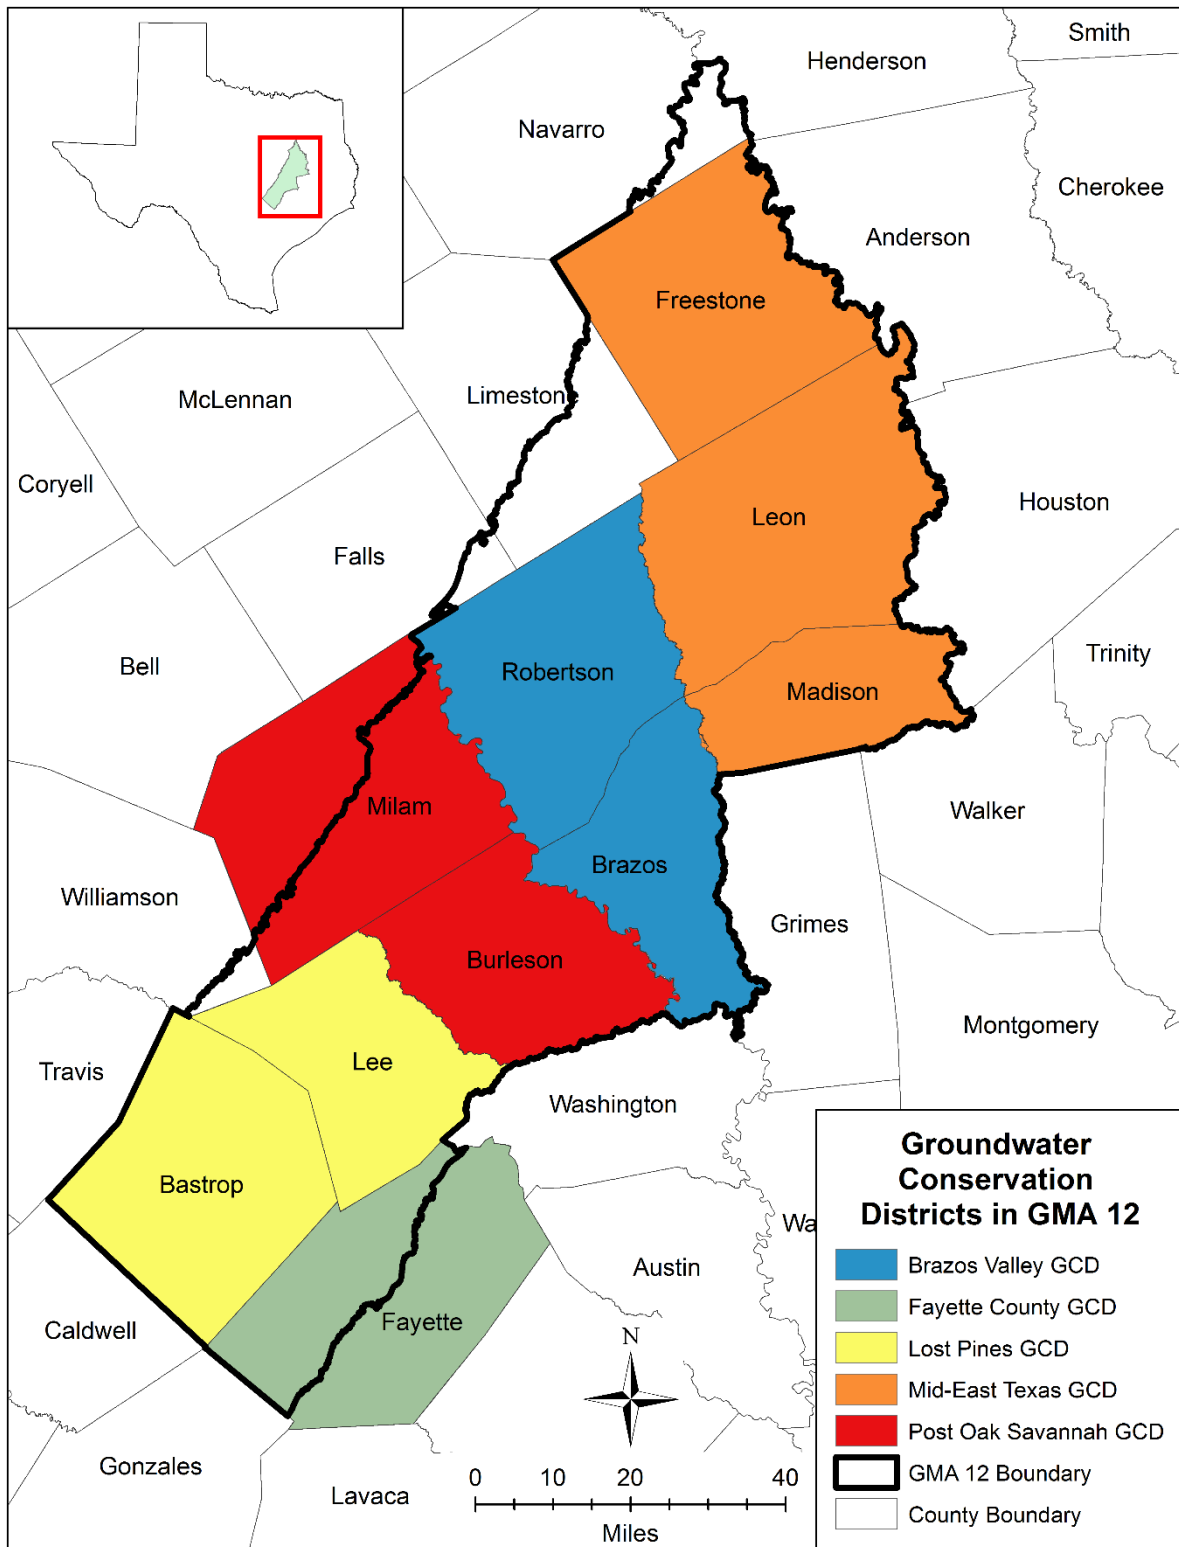 Smith
Henderson
Navarro
Cherokee
Anderson
Freestone
Limestone
McLennan
Coryell
Houston
Leon
Falls
Trinity
Bell
Robertson
Madison
Milam
Walker
Brazos
Williamson
Grimes
Burleson
Montgomery
Lee
Travis
Washington
Bastrop
Wa
Austin
Fayette
Caldwell
Gonzales
Lavaca
N
0 10 20 40
Miles
Groundwater
Conservation
Districts in GMA 12
Brazos Valley GCD
Fayette County GCD
Lost Pines GCD
Mid-East Texas GCD
Post Oak Savannah GCD
GMA 12 Boundary
County Boundary